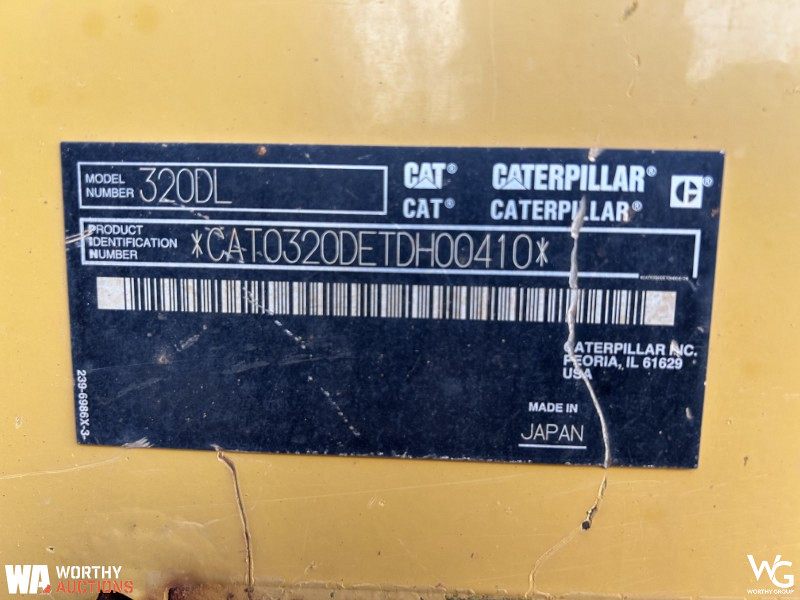 MODEL
NUMBER 320DL
CAT® CATERPILLAR®
CAT® CATERPILLAR® C®
PRODUCT
IDENTIFICATION
NUMBER *CAT0320DETDH00410*
CATERPILLAR INC.
PEORIA, IL 61629
USA
MADE IN
JAPAN
239-6986X-3
WA WORTHY
AUCTIONS
WG
WORTHY GROUP